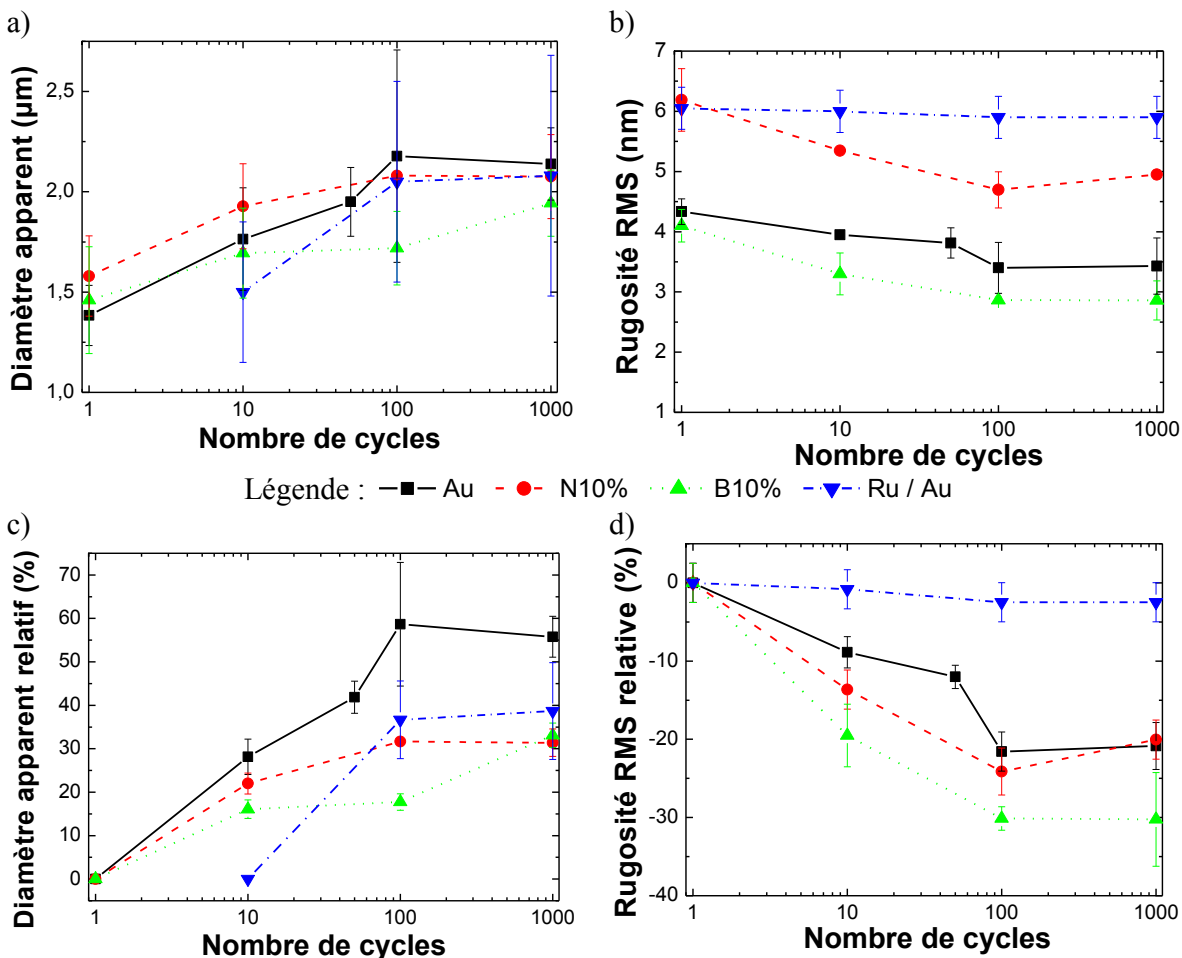 a)
Diamètre apparent (µm)
2,5
2,0
1,5
1,0
1 10 100 1000
Nombre de cycles
b)
Rugosité RMS (nm)
7
6
5
4
3
2
1
1 10 100 1000
Nombre de cycles
Légende : Au N10% B10% Ru / Au
c)
Diamètre apparent relatif (%)
70
60
50
40
30
20
10
0
1 10 100 1000
Nombre de cycles
d)
Rugosité RMS relative (%)
0
-10
-20
-30
-40
1 10 100 1000
Nombre de cycles